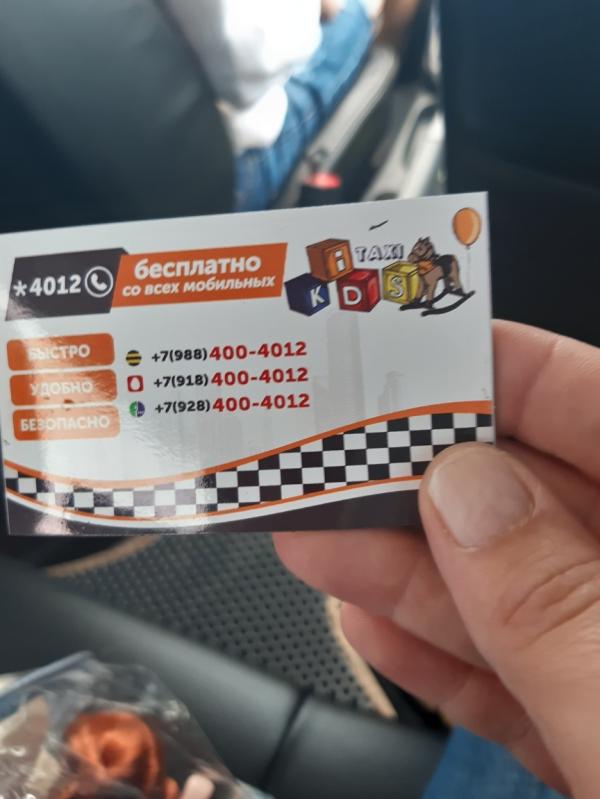 *4012
бесплатно
со всех мобильных
i TAXI
KIDS
БЫСТРО
УДОБНО
БЕЗОПАСНО
+7(988)400-4012
+7(918)400-4012
+7(928)400-4012